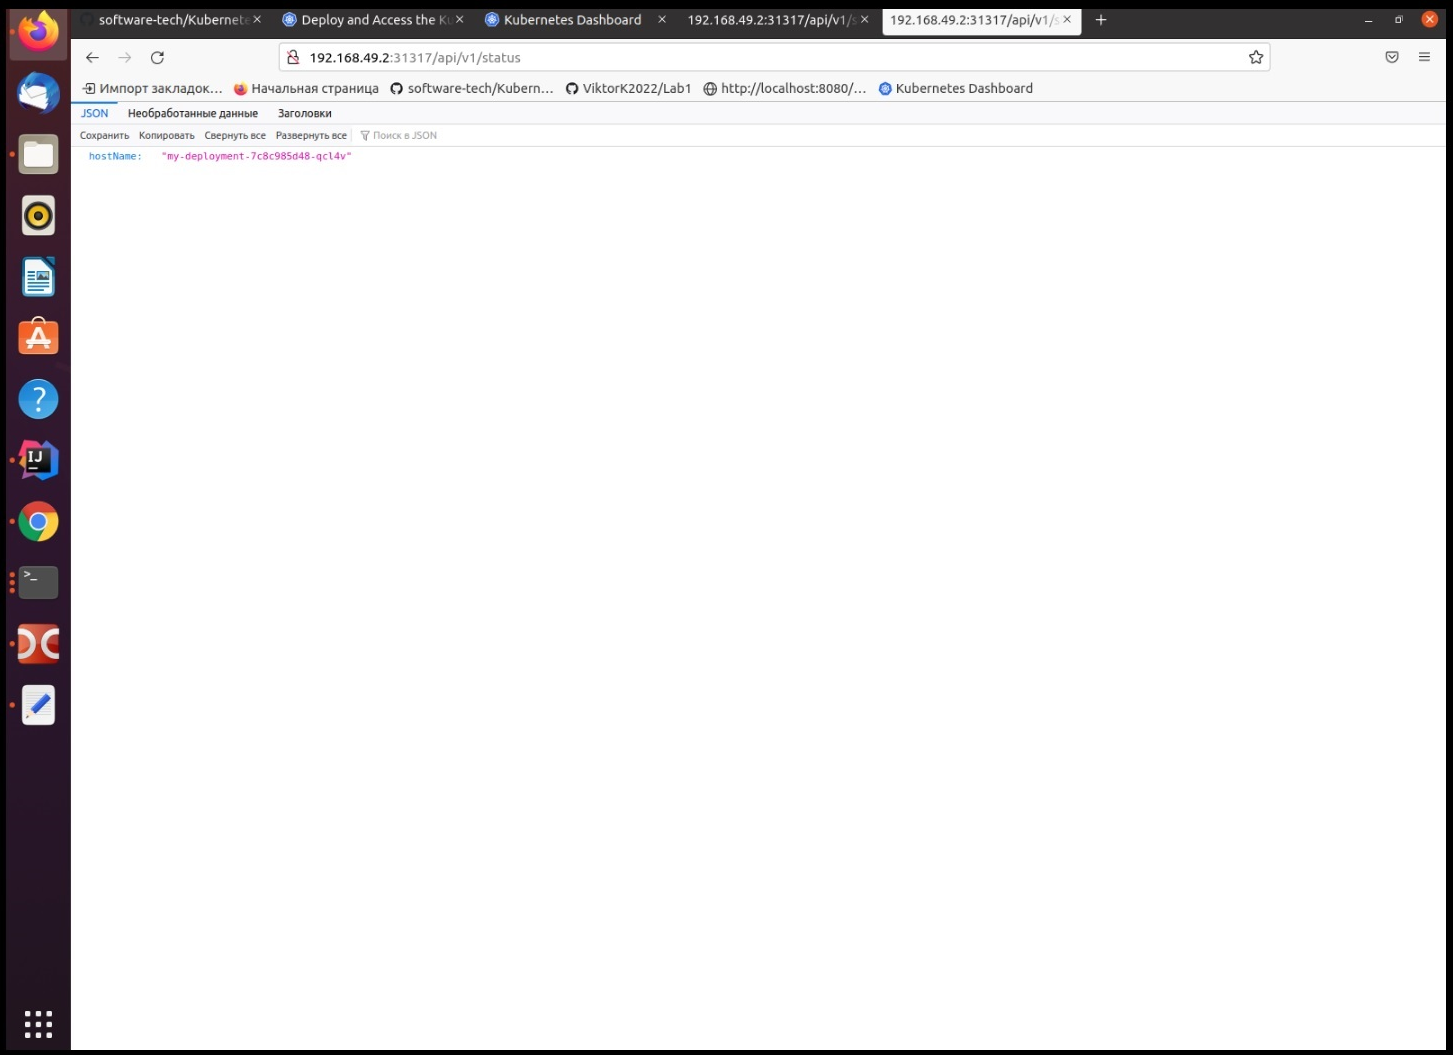 software-tech/Kubernete Deploy and Access the Ku Kubernetes Dashboard 192.168.49.2:31317/api/v1/s 192.168.49.2:31317/api/v1/s
192.168.49.2:31317/api/v1/status
Импорт закладок… Начальная страница software-tech/Kubern… ViktorK2022/Lab1 http://localhost:8080/… Kubernetes Dashboard
JSON Необработанные данные Заголовки
Сохранить Копировать Свернуть все Развернуть все Поиск в JSON
hostName: "my-deployment-7c8c985d48-qcl4v"
A
?
IJ
>_